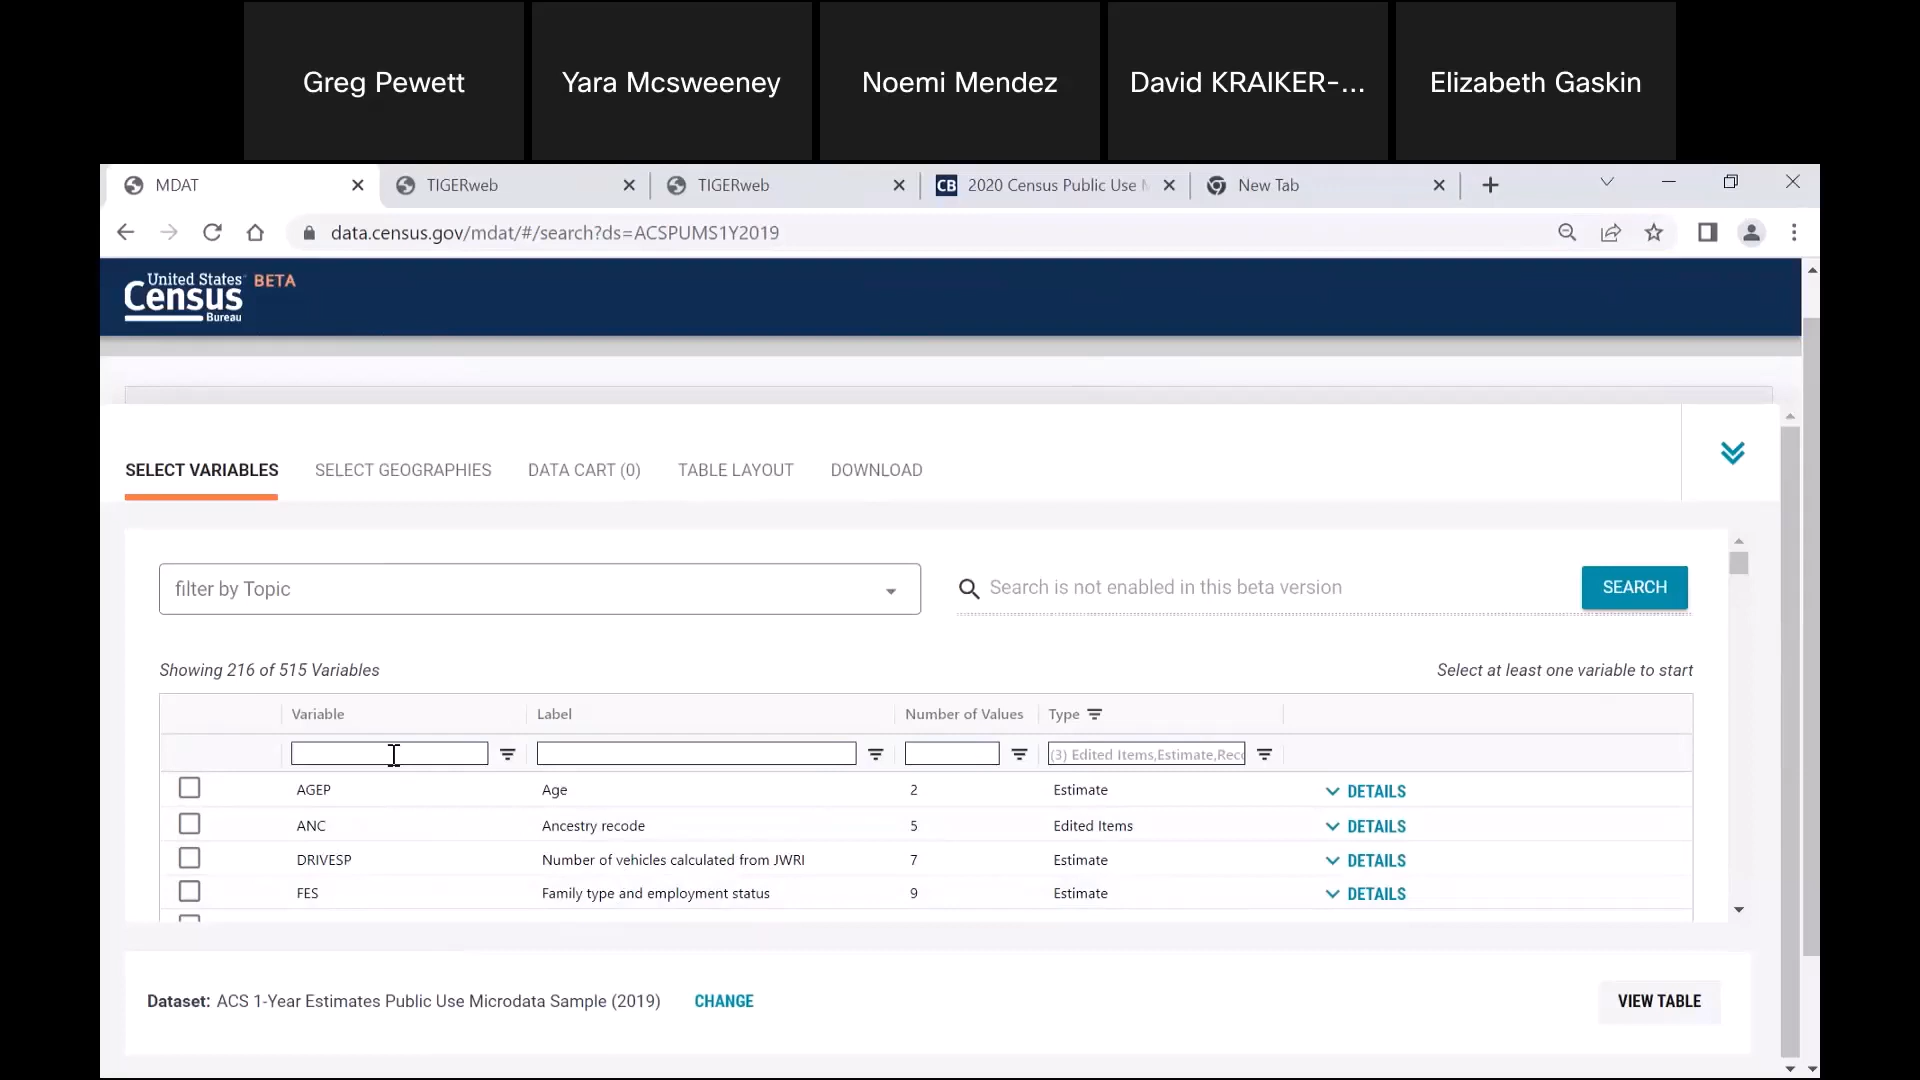 Greg Pewett
Yara Mcsweeney
Noemi Mendez
David KRAIKER-...
Elizabeth Gaskin
MDAT
TIGERweb
TIGERweb
CB 2020 Census Public Use M
New Tab
data.census.gov/mdat/#/search?ds=ACSPUMS1Y2019
United States
Census
Bureau
BETA
SELECT VARIABLES
SELECT GEOGRAPHIES
DATA CART (0)
TABLE LAYOUT
DOWNLOAD
filter by Topic
Search is not enabled in this beta version
SEARCH
Showing 216 of 515 Variables
Select at least one variable to start
Variable Label Number of Values Type
(3) Edited Items,Estimate,Rec
AGEP Age 2 Estimate DETAILS
ANC Ancestry recode 5 Edited Items DETAILS
DRIVESP Number of vehicles calculated from JWRI 7 Estimate DETAILS
FES Family type and employment status 9 Estimate DETAILS
Dataset: ACS 1-Year Estimates Public Use Microdata Sample (2019) CHANGE
VIEW TABLE